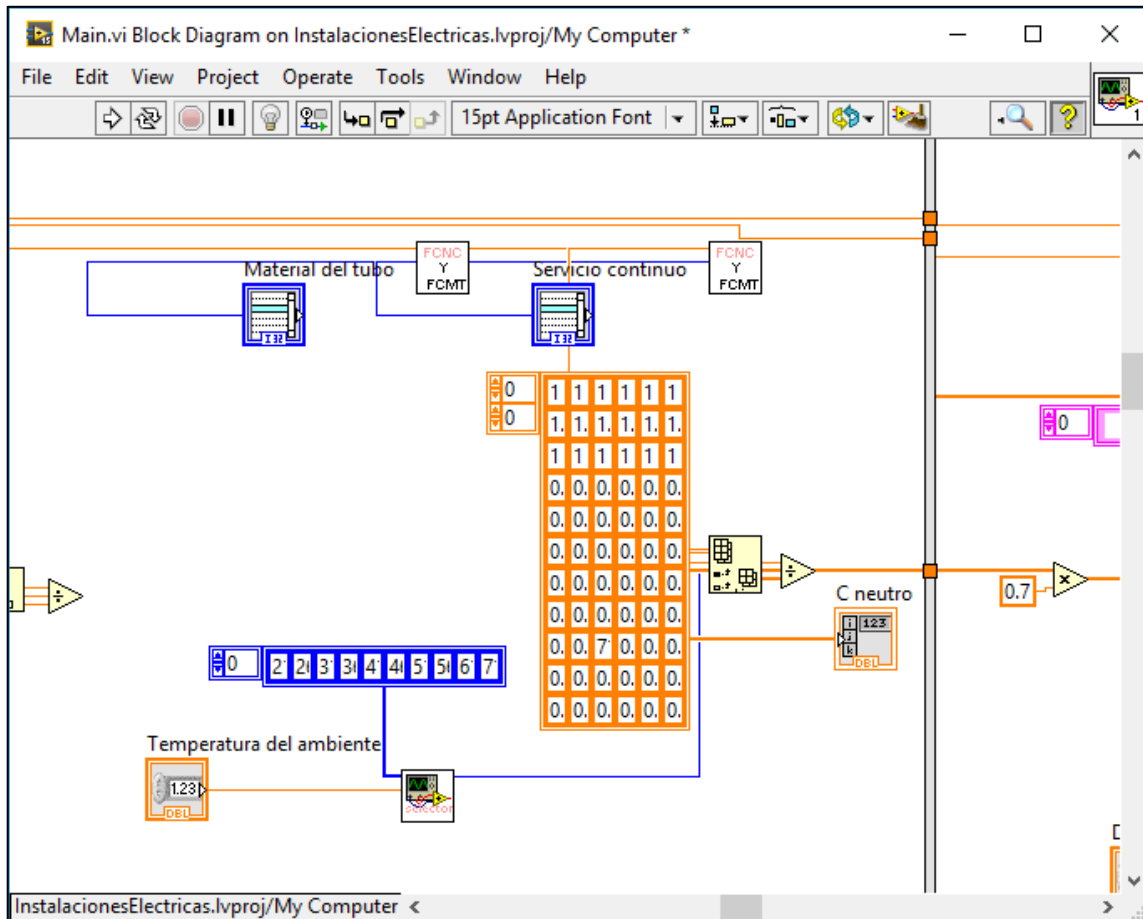 Main.vi Block Diagram on InstalacionesElectricas.lvproj/My Computer *
File Edit View Project Operate Tools Window Help
15pt Application Font
1
Material del tubo
FCNC
Y
FCMT
Servicio continuo
FCNC
Y
FCMT
I32
I32
0
0
1 1 1 1 1 1
1. 1. 1. 1. 1. 1.
1 1 1 1 1 1
0. 0. 0. 0. 0. 0.
0. 0. 0. 0. 0. 0.
0. 0. 0. 0. 0. 0.
0. 0. 0. 0. 0. 0.
0. 0. 0. 0. 0. 0.
0. 0. 7 0. 0. 0.
0. 0. 0. 0. 0. 0.
0. 0. 0. 0. 0. 0.
0
0.7
C neutro
i 123
j
k
DBL
0
Temperatura del ambiente
1.23
DBL
selector
InstalacionesElectricas.lvproj/My Computer